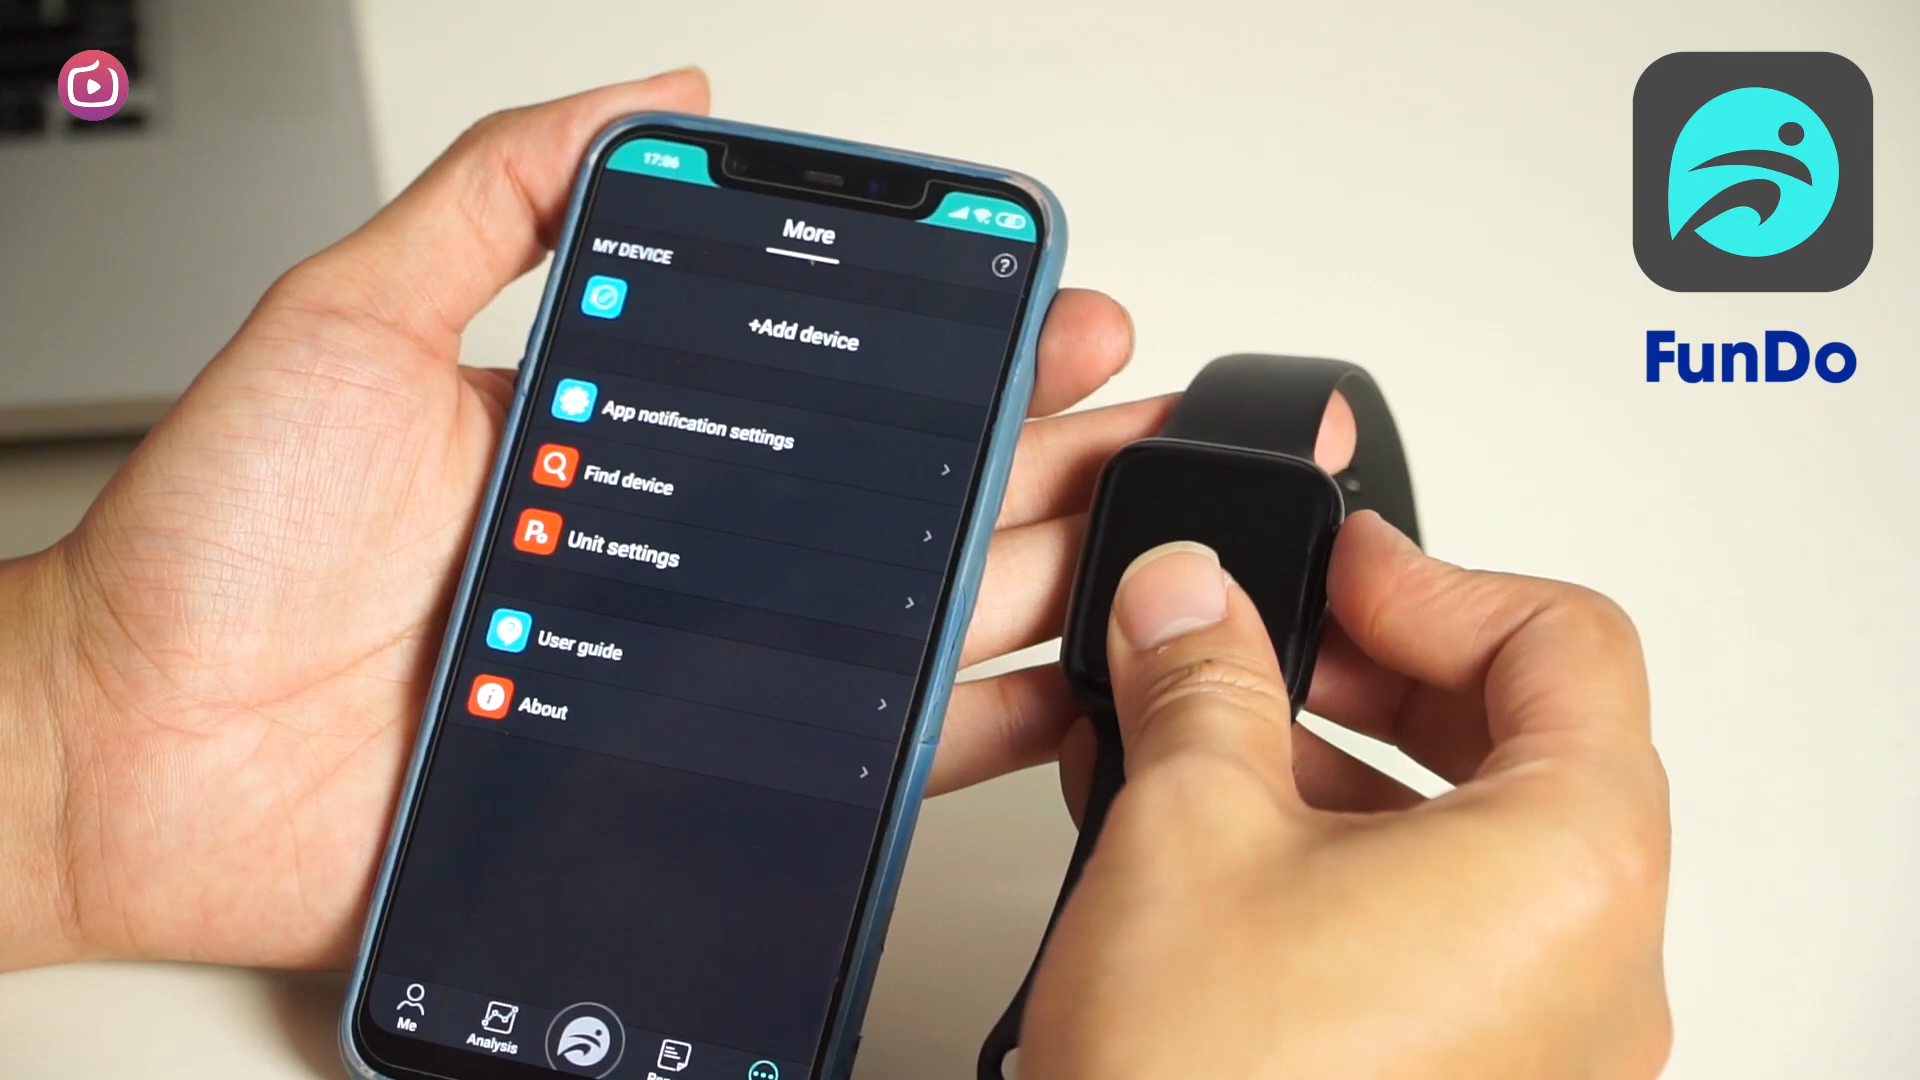 17:06
More
MY DEVICE
+Add device
App notification settings
Find device
Unit settings
User guide
About
Me
Analysis
FunDo